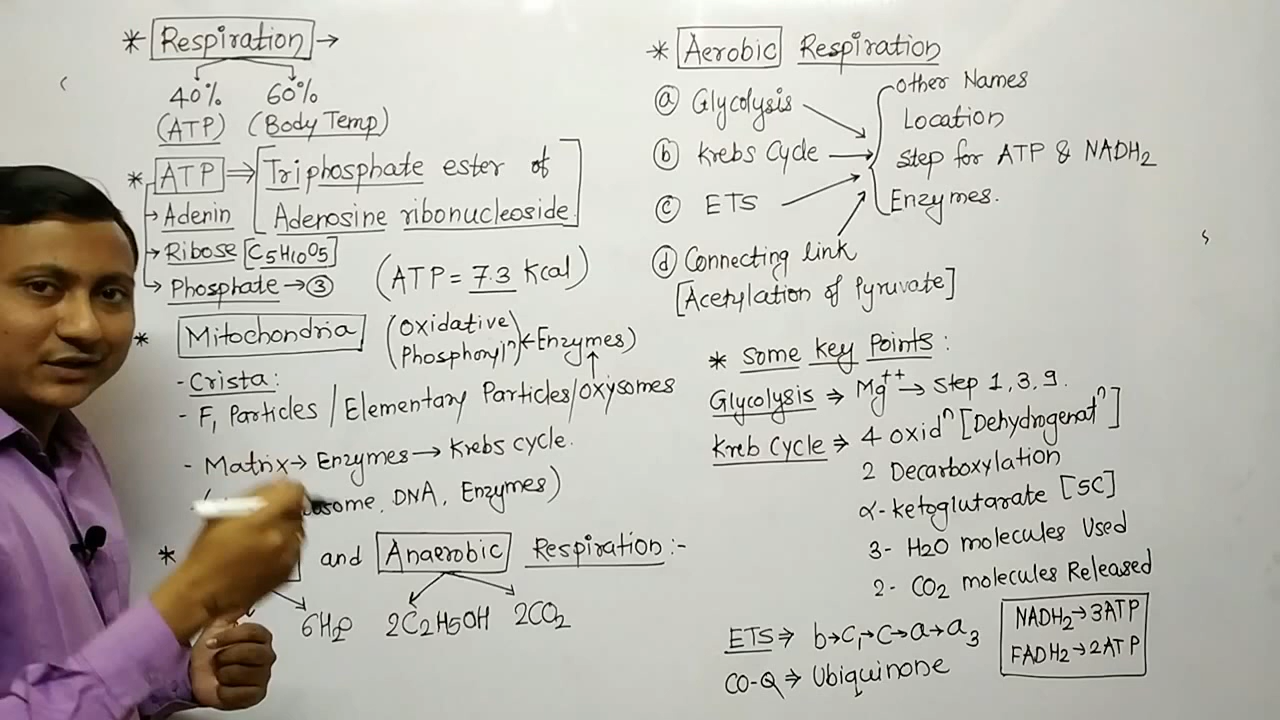 * Respiration →
40% 60%
(ATP) (Body Temp)
* ATP ⇒ [Triphosphate ester of
Adenosine ribonucleoside]
→ Adenin
→ Ribose [C5H10O5]
→ Phosphate → ③
(ATP = 7.3 Kcal)
* Mitochondria (Oxidative Phosphorylⁿ) ← Enzymes)
- Crista:
- F1 Particles / Elementary Particles/Oxysomes
- Matrix → Enzymes → Krebs cycle.
DNA, Enzymes)
* and Anaerobic Respiration:-
6H2O 2C2H5OH 2CO2
* Aerobic Respiration
ⓐ Glycolysis
ⓑ Krebs Cycle
ⓒ ETS
ⓓ Connecting link
[Acetylation of Pyruvate]
Other Names
Location
Step for ATP & NADH2
Enzymes.
* Some Key Points:
Glycolysis ⇒ Mg++ → Step 1,3,9.
Kreb Cycle ⇒ 4 Oxidⁿ [Dehydrogenatⁿ]
2 Decarboxylation
α-Ketoglutarate [5C]
3- H2O molecules Used
2- CO2 molecules Released
ETS ⇒ b→C1→C→a→a3
CO-Q ⇒ Ubiquinone
NADH2→3ATP
FADH2→2ATP